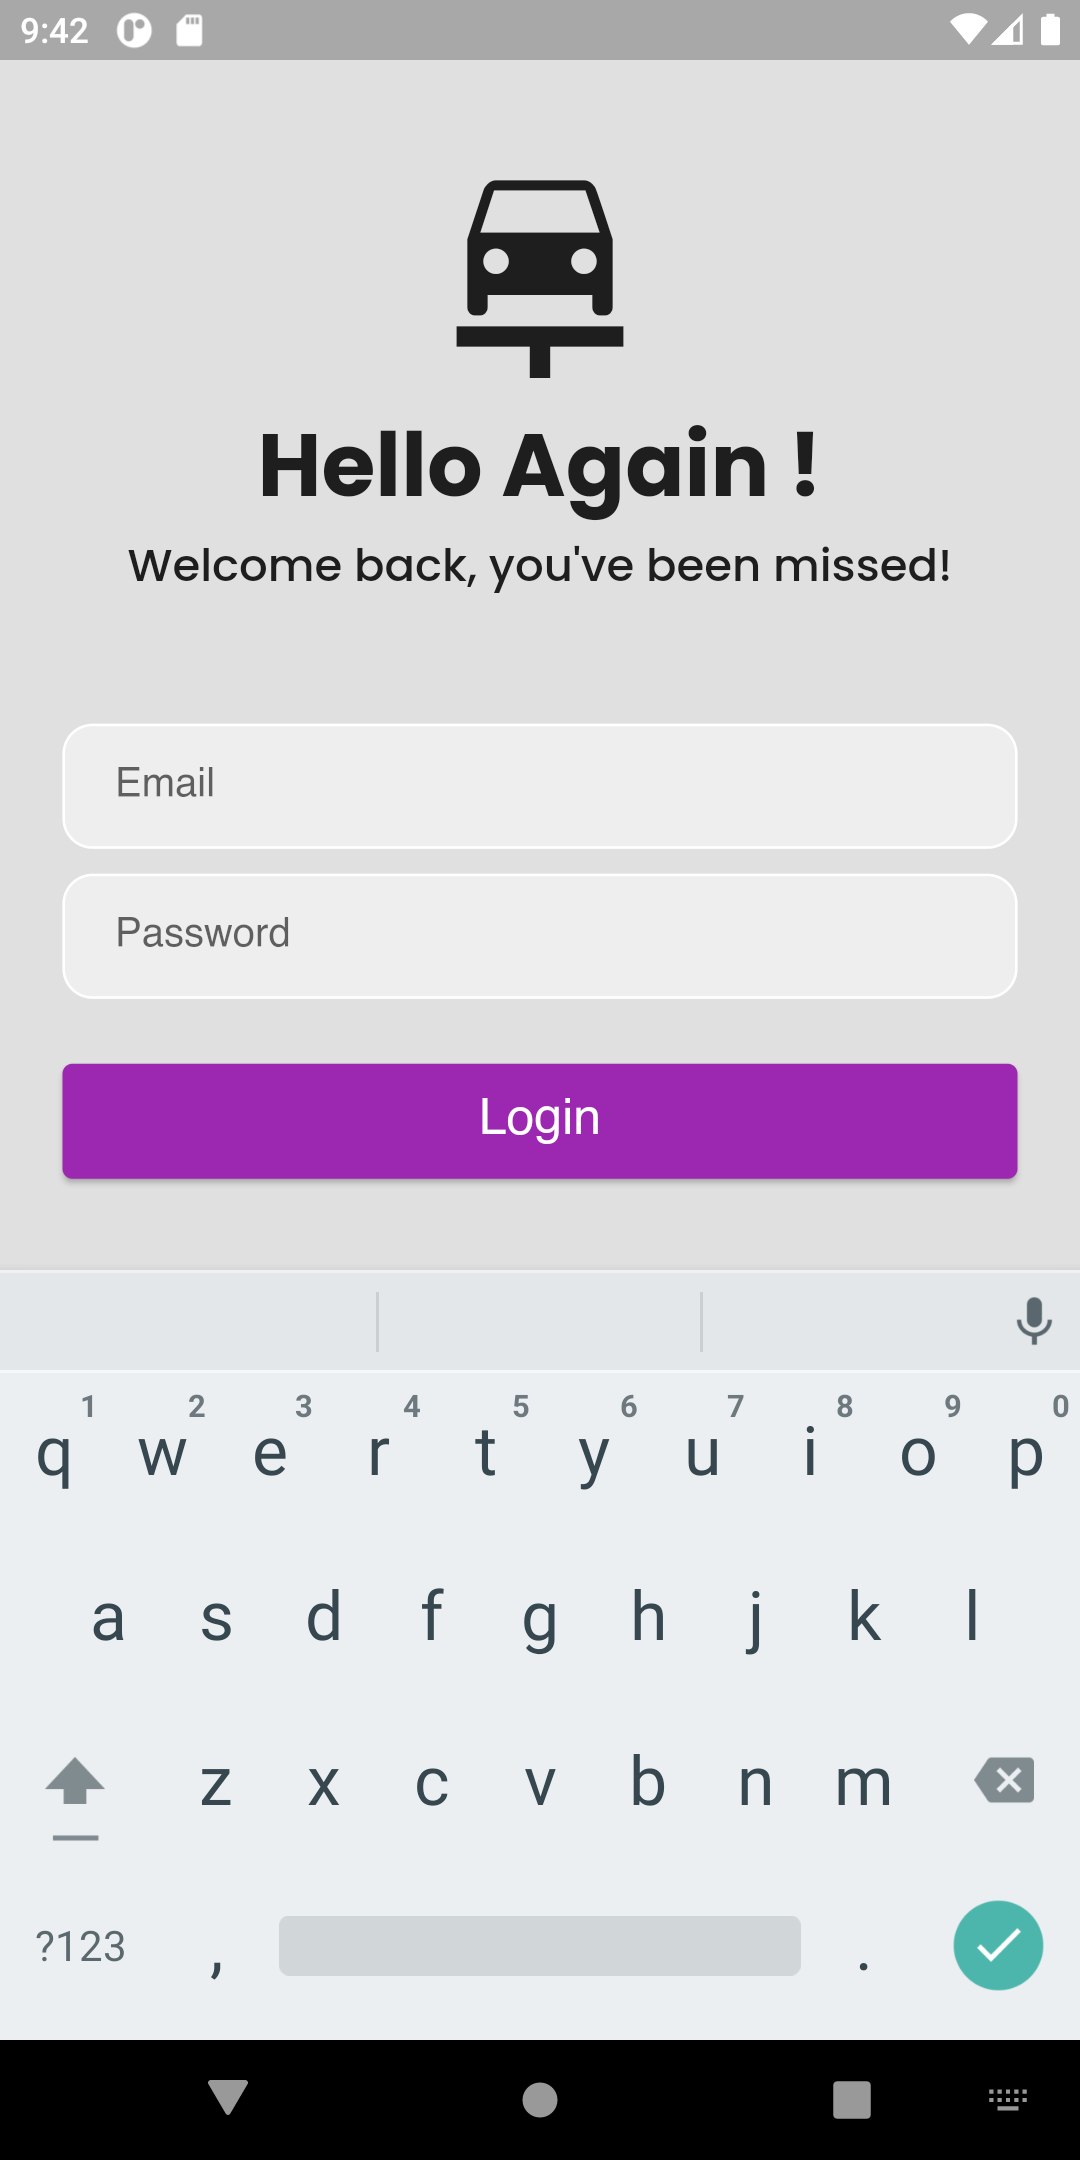 9:42
Hello Again !
Welcome back, you've been missed!
Email
Password
Login
1 2 3 4 5 6 7 8 9 0
q w e r t y u i o p
a s d f g h j k l
z x c v b n m
?123 , .